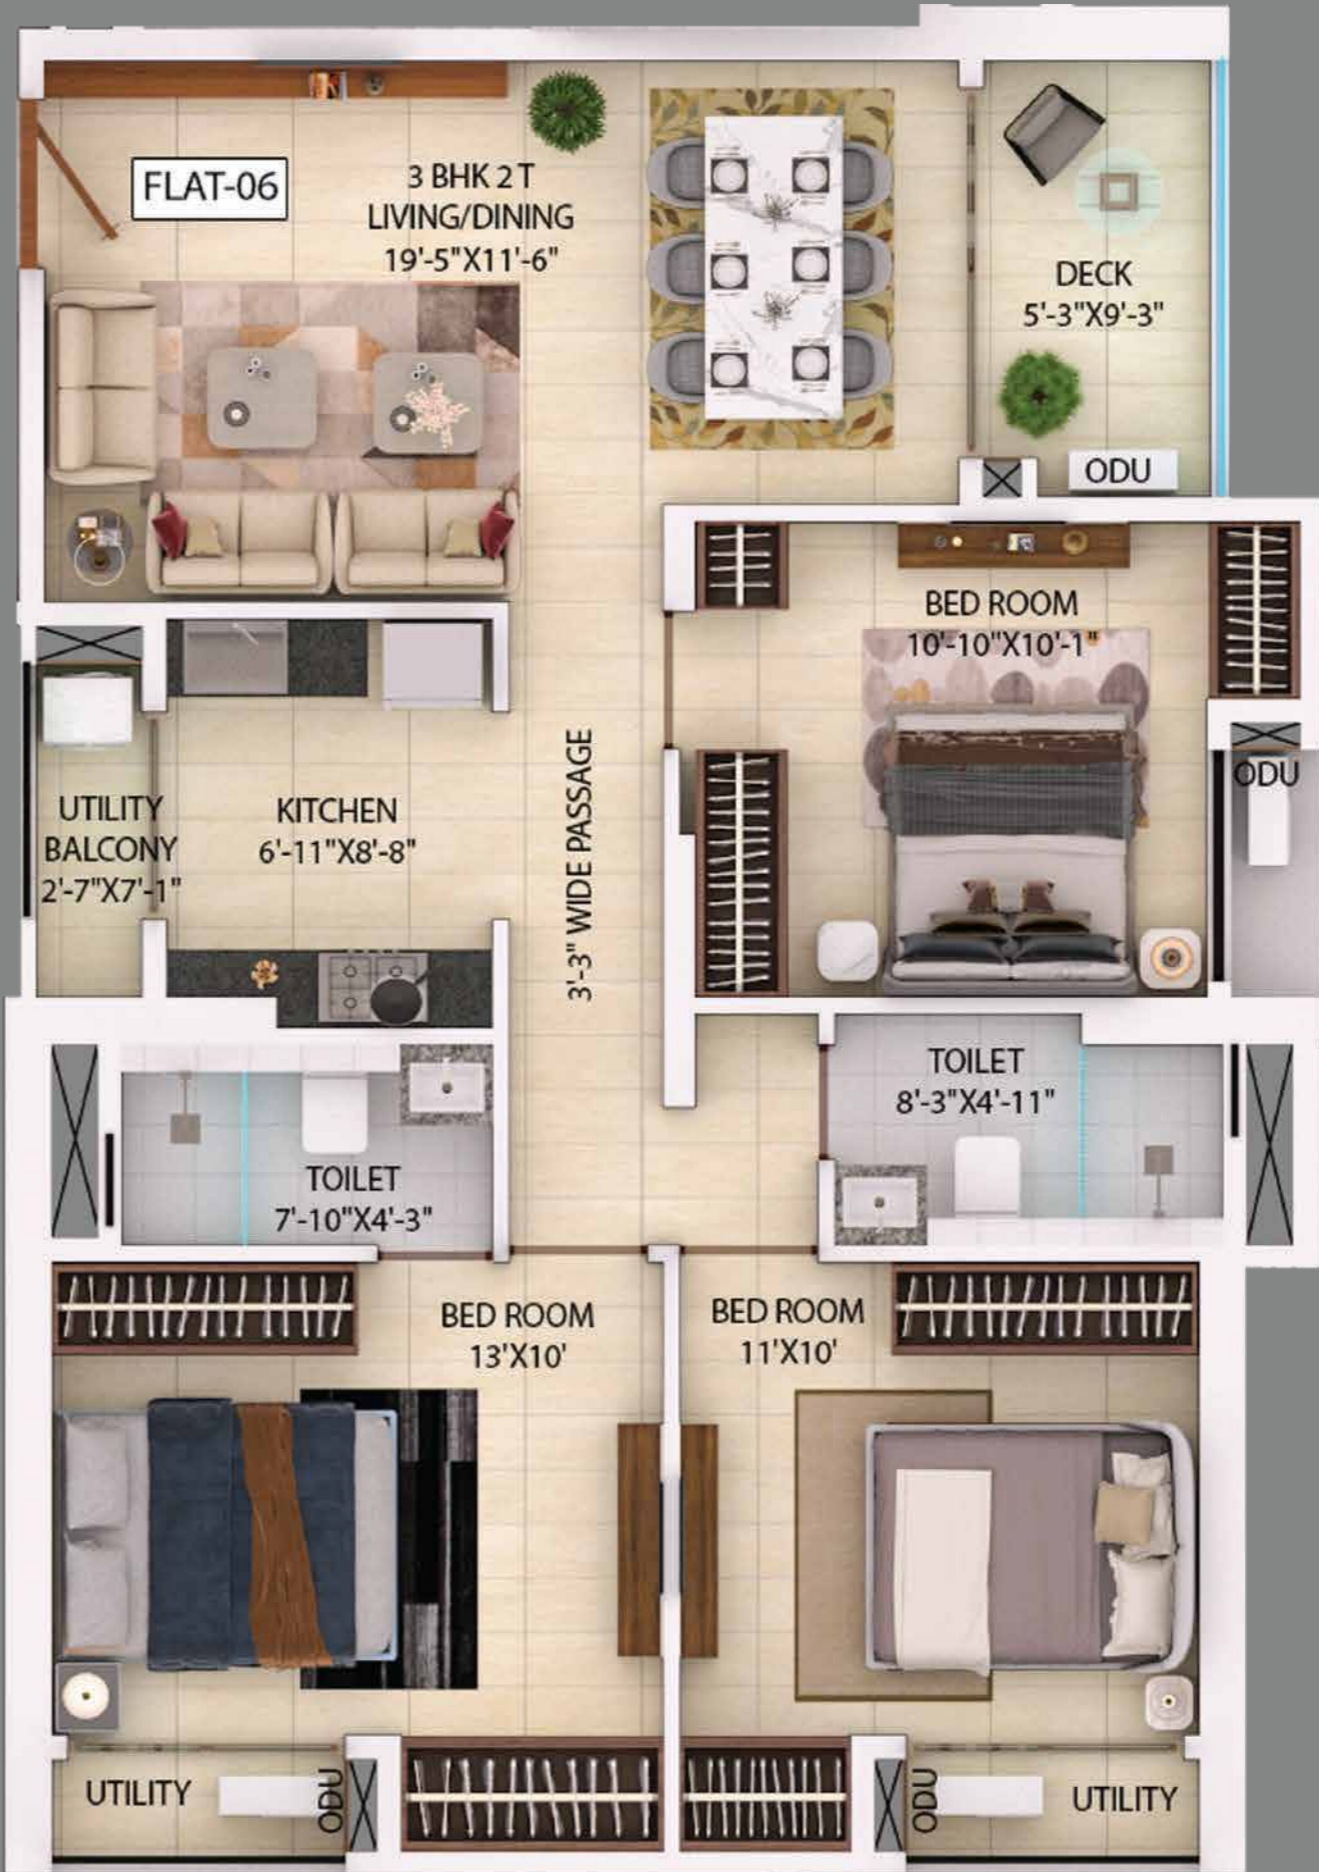 FLAT-06
3 BHK 2 T
LIVING/DINING
19'-5"X11'-6"
DECK
5'-3"X9'-3"
ODU
BED ROOM
10'-10"X10'-1"
ODU
UTILITY
BALCONY
2'-7"X7'-1"
KITCHEN
6'-11"X8'-8"
3'-3" WIDE PASSAGE
TOILET
8'-3"X4'-11"
TOILET
7'-10"X4'-3"
BED ROOM
13'X10'
BED ROOM
11'X10'
UTILITY
ODU
ODU
UTILITY